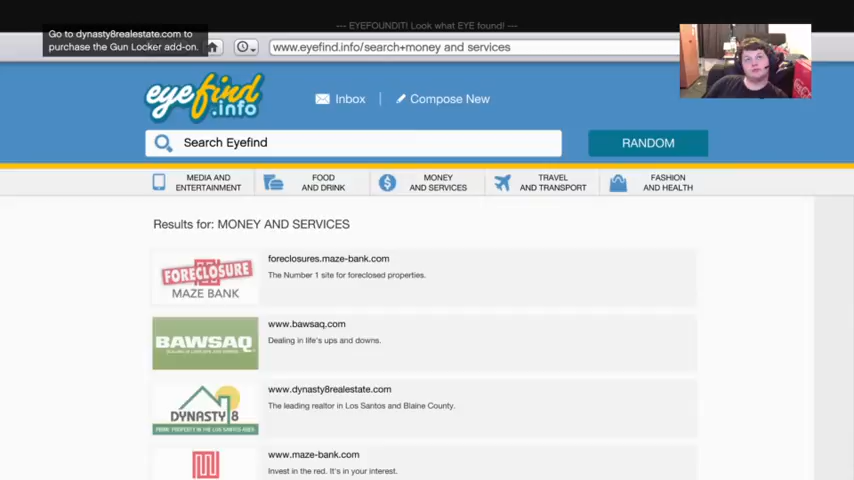 --- EYEFOUNDIT! Look what EYE found! ---
Go to dynasty8realestate.com to
purchase the Gun Locker add-on.
www.eyefind.info/search+money and services
eyefind
.info
Inbox | Compose New
Search Eyefind
RANDOM
MEDIA AND
ENTERTAINMENT
FOOD
AND DRINK
MONEY
AND SERVICES
TRAVEL
AND TRANSPORT
FASHION
AND HEALTH
Results for: MONEY AND SERVICES
FORECLOSURE
MAZE BANK
foreclosures.maze-bank.com
The Number 1 site for foreclosed properties.
BAWSAQ
www.bawsaq.com
Dealing in life's ups and downs.
DYNASTY 8
www.dynasty8realestate.com
The leading realtor in Los Santos and Blaine County.
www.maze-bank.com
Invest in the red. It's in your interest.